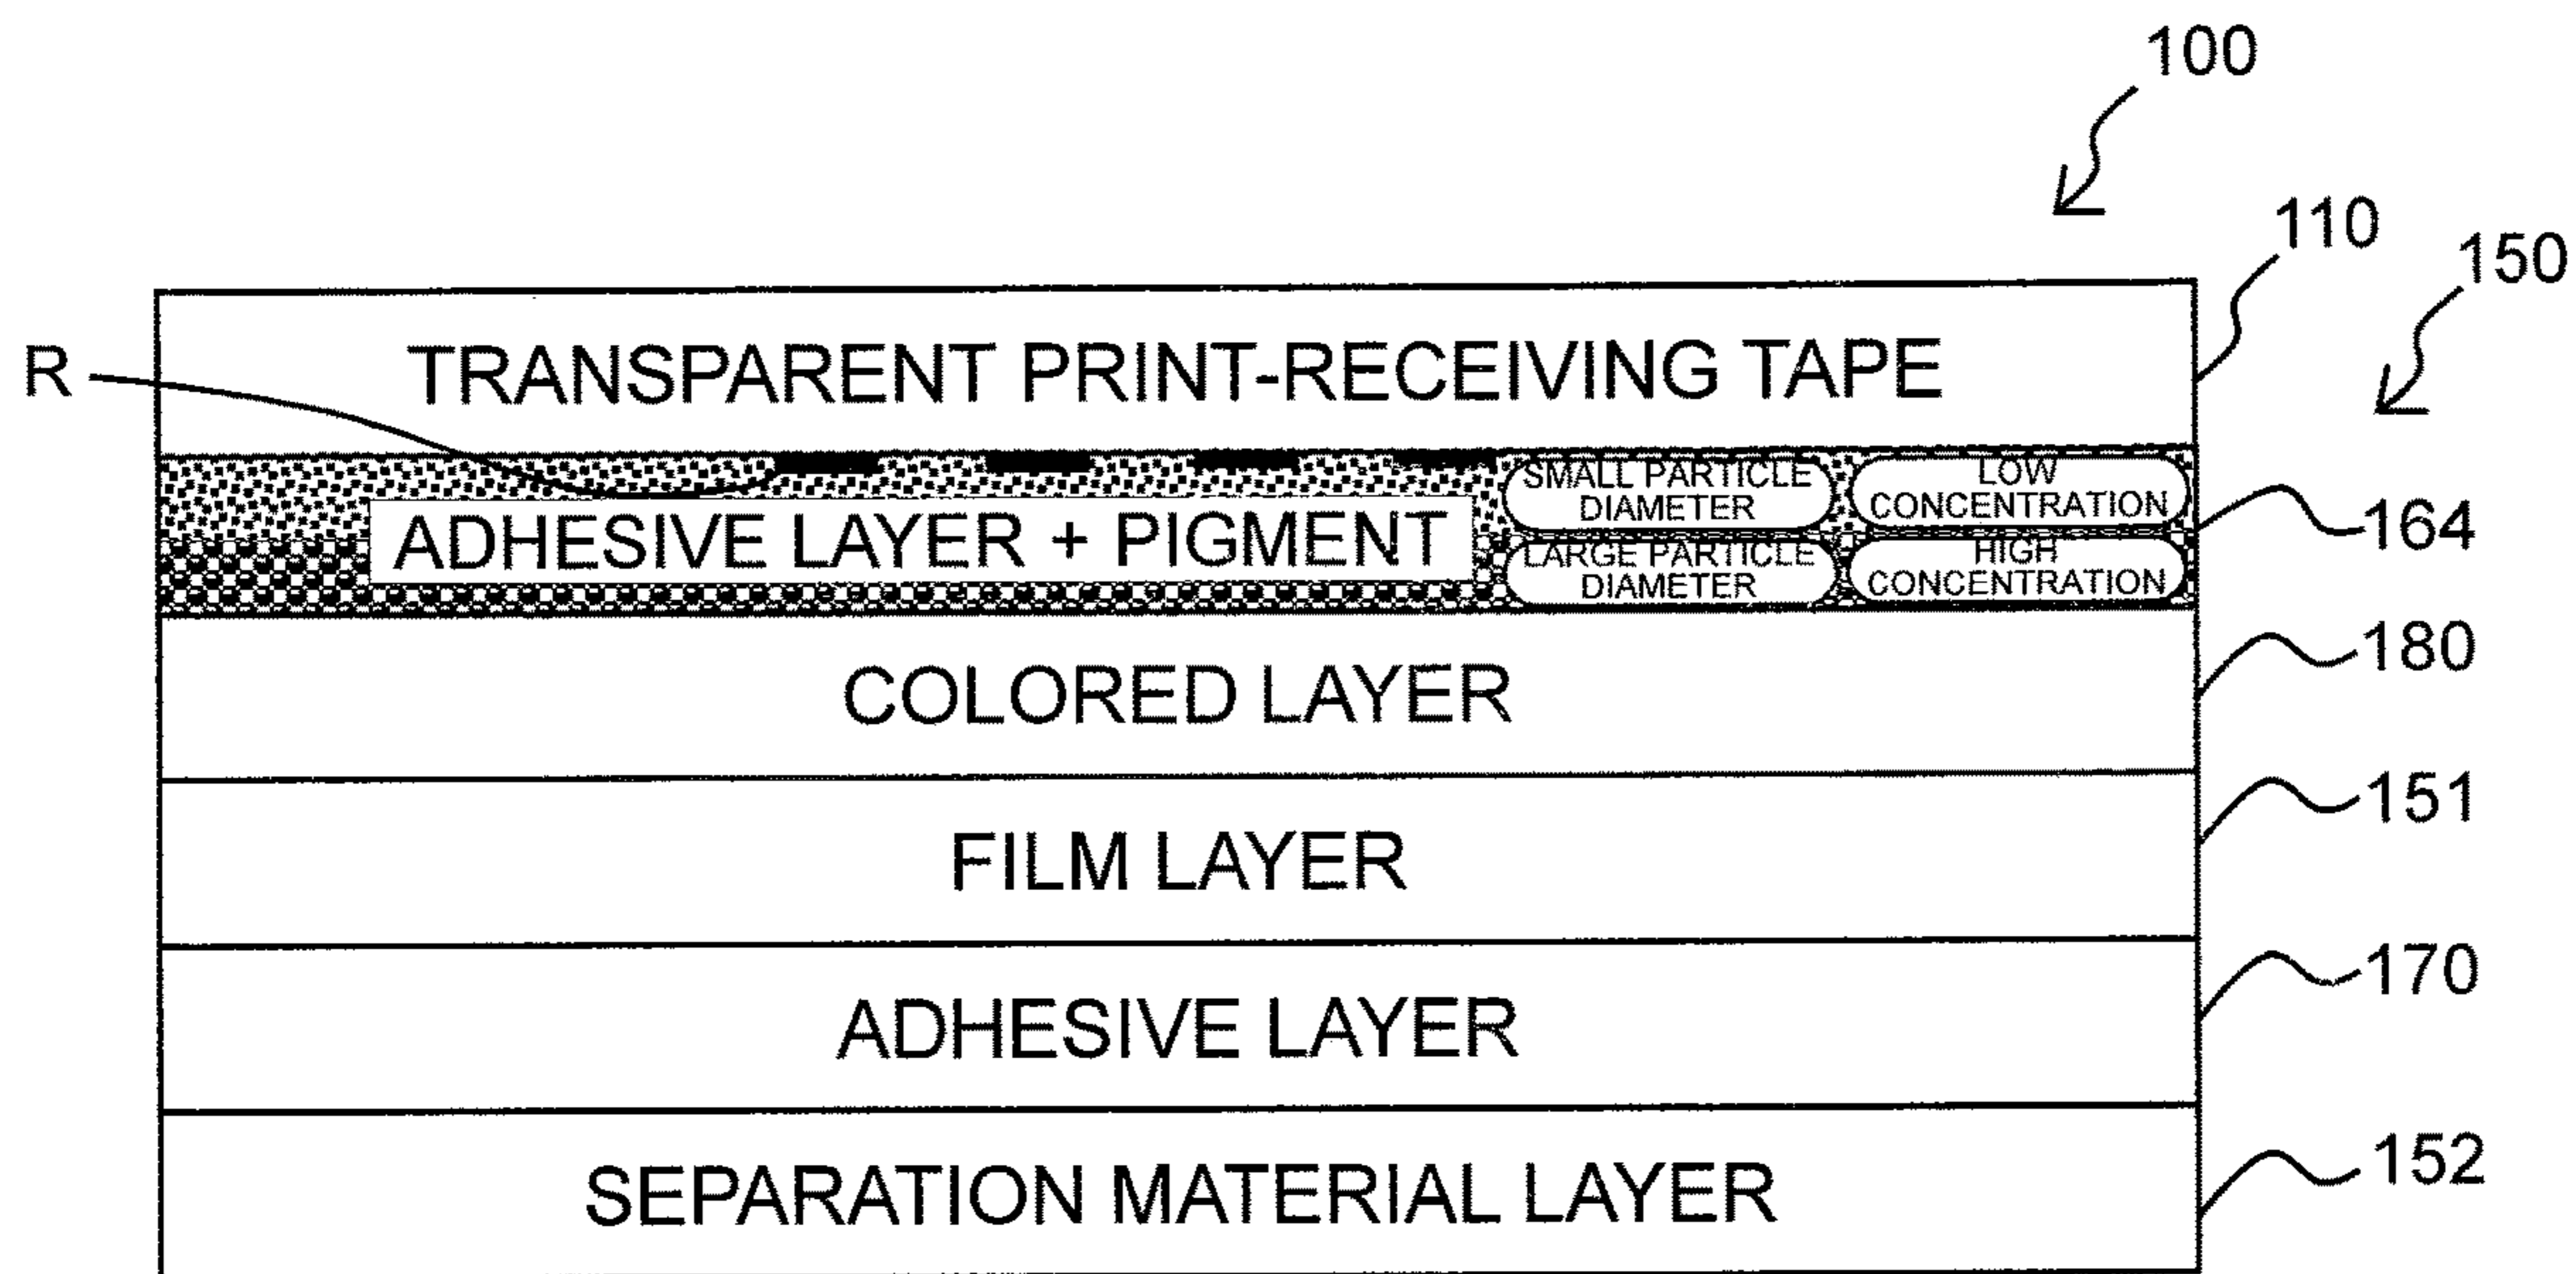 100
110
150
TRANSPARENT PRINT-RECEIVING TAPE
R
SMALL PARTICLE
DIAMETER
LOW
CONCENTRATION
ADHESIVE LAYER + PIGMENT
164
LARGE PARTICLE
DIAMETER
HIGH
CONCENTRATION
COLORED LAYER
180
FILM LAYER
151
ADHESIVE LAYER
170
SEPARATION MATERIAL LAYER
152